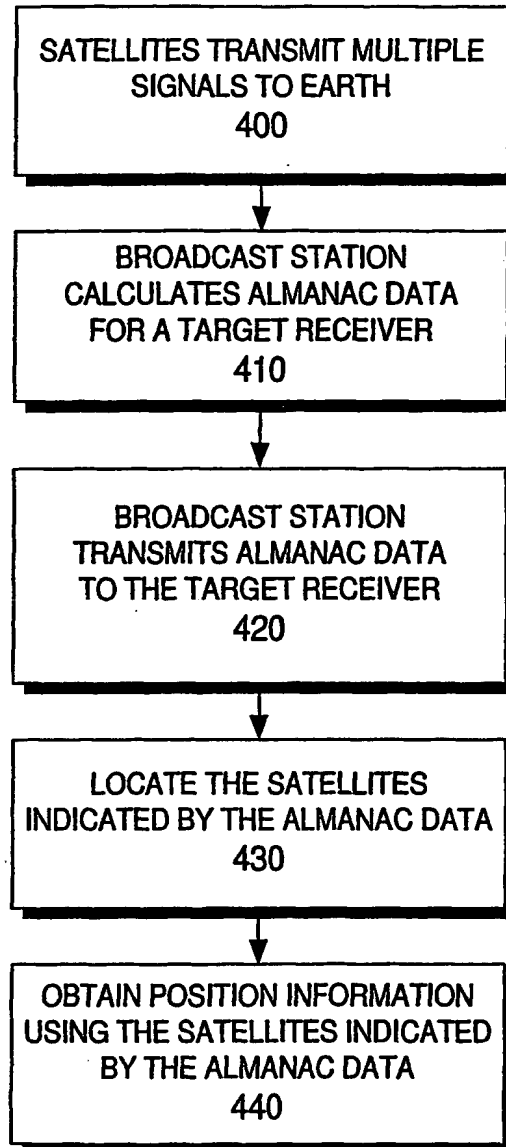 SATELLITES TRANSMIT MULTIPLE
SIGNALS TO EARTH
400
BROADCAST STATION
CALCULATES ALMANAC DATA
FOR A TARGET RECEIVER
410
BROADCAST STATION
TRANSMITS ALMANAC DATA
TO THE TARGET RECEIVER
420
LOCATE THE SATELLITES
INDICATED BY THE ALMANAC DATA
430
OBTAIN POSITION INFORMATION
USING THE SATELLITES INDICATED
BY THE ALMANAC DATA
440